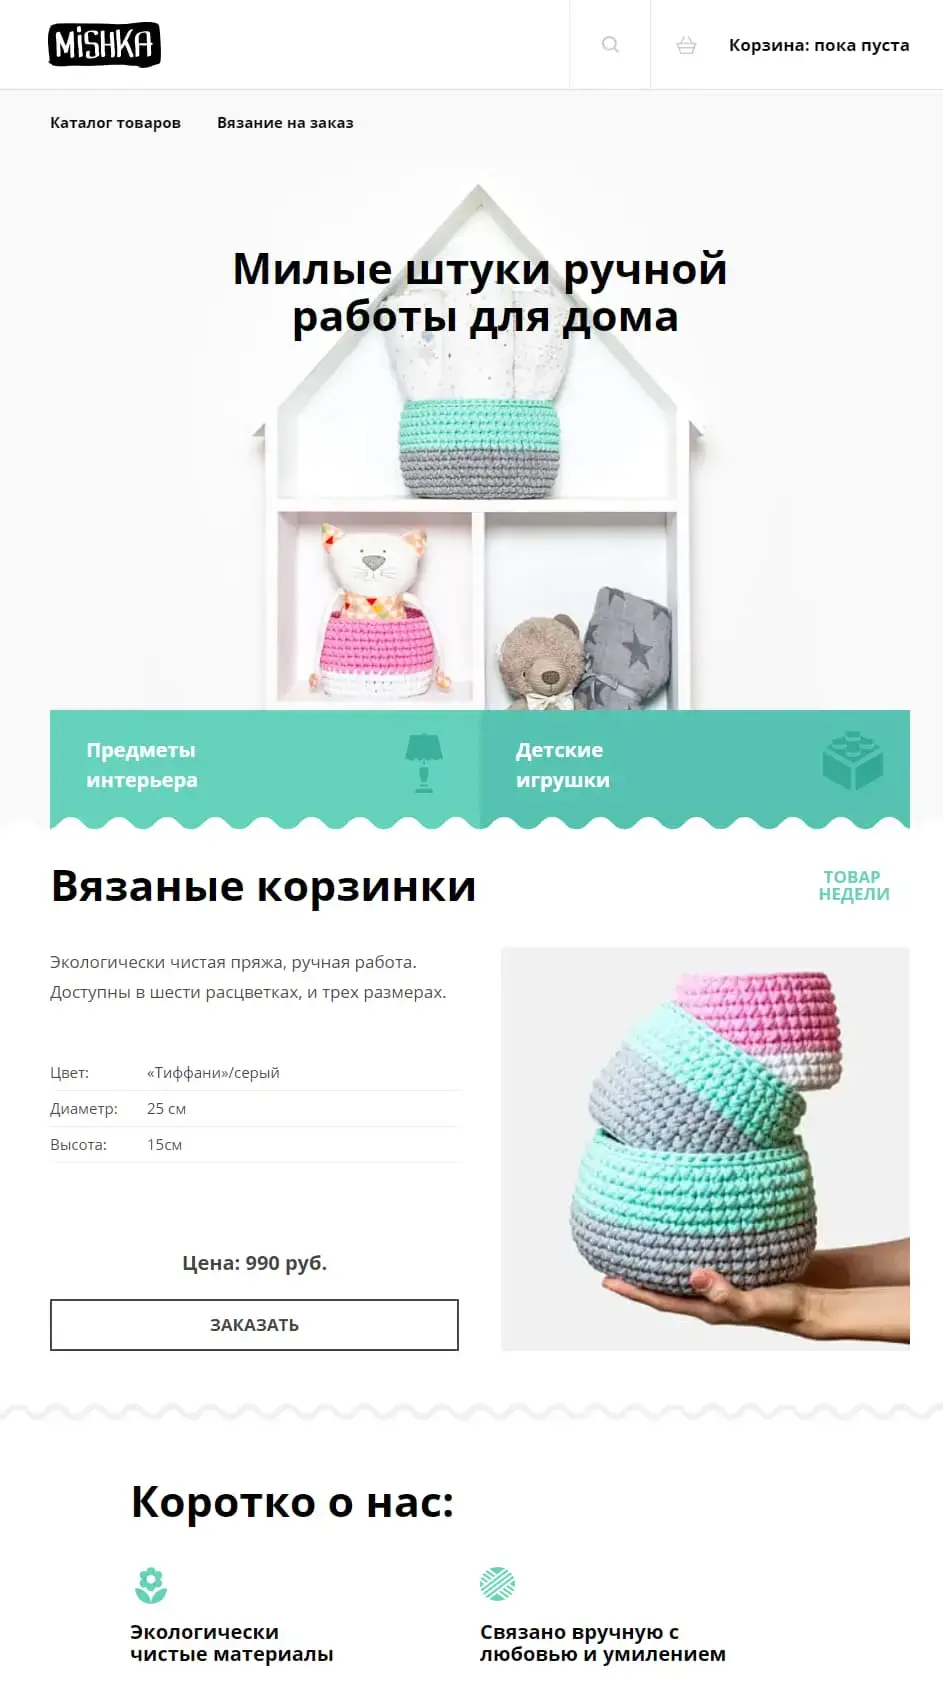 MiSHKA
Корзина: пока пуста
Каталог товаров
Вязание на заказ
Милые штуки ручной
работы для дома
Предметы
интерьера
Детские
игрушки
Вязаные корзинки
ТОВАР
НЕДЕЛИ
Экологически чистая пряжа, ручная работа.
Доступны в шести расцветках, и трех размерах.
Цвет: «Тиффани»/серый
Диаметр: 25 см
Высота: 15см
Цена: 990 руб.
ЗАКАЗАТЬ
Коротко о нас:
Экологически
чистые материалы
Связано вручную с
любовью и умилением